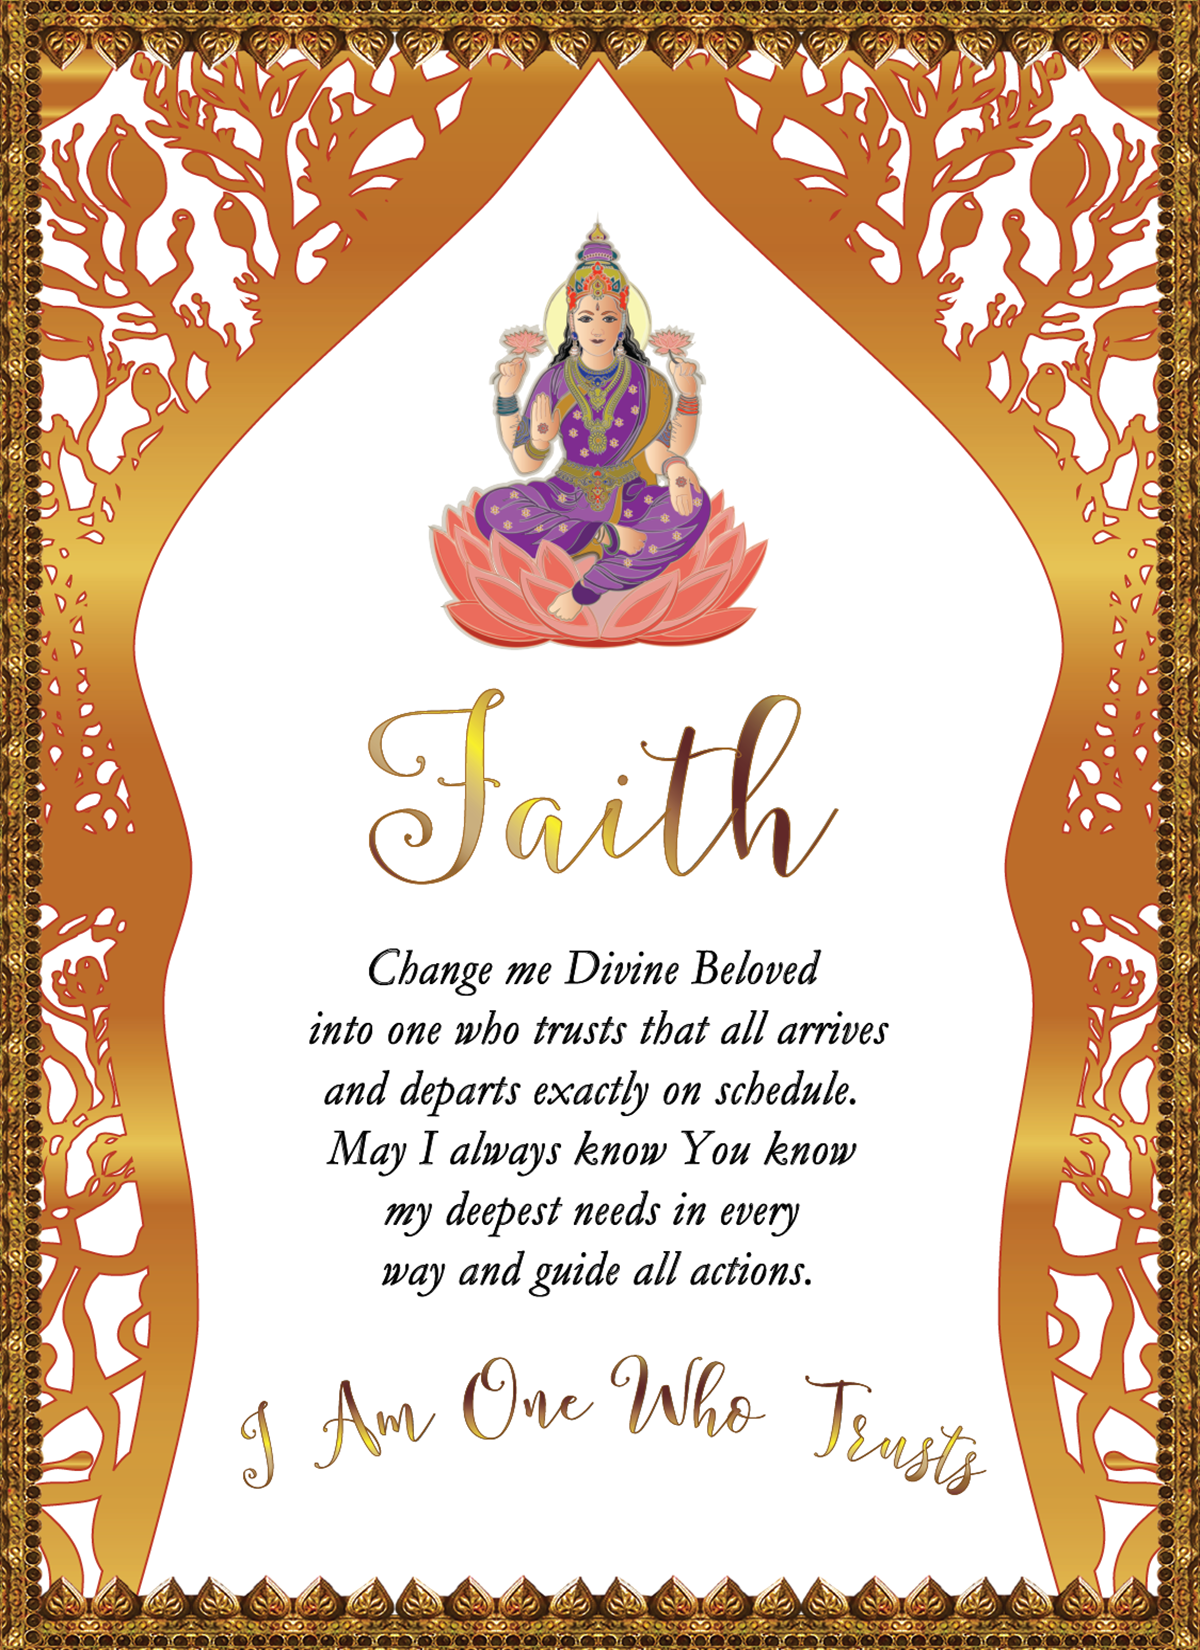 Faith
Change me Divine Beloved
into one who trusts that all arrives
and departs exactly on schedule.
May I always know You know
my deepest needs in every
way and guide all actions.
I Am One Who Trusts